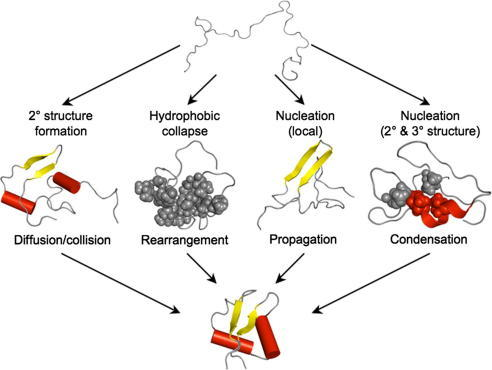 2° structure
formation
Hydrophobic
collapse
Nucleation
(local)
Nucleation
(2° & 3° structure)
Diffusion/collision
Rearrangement
Propagation
Condensation